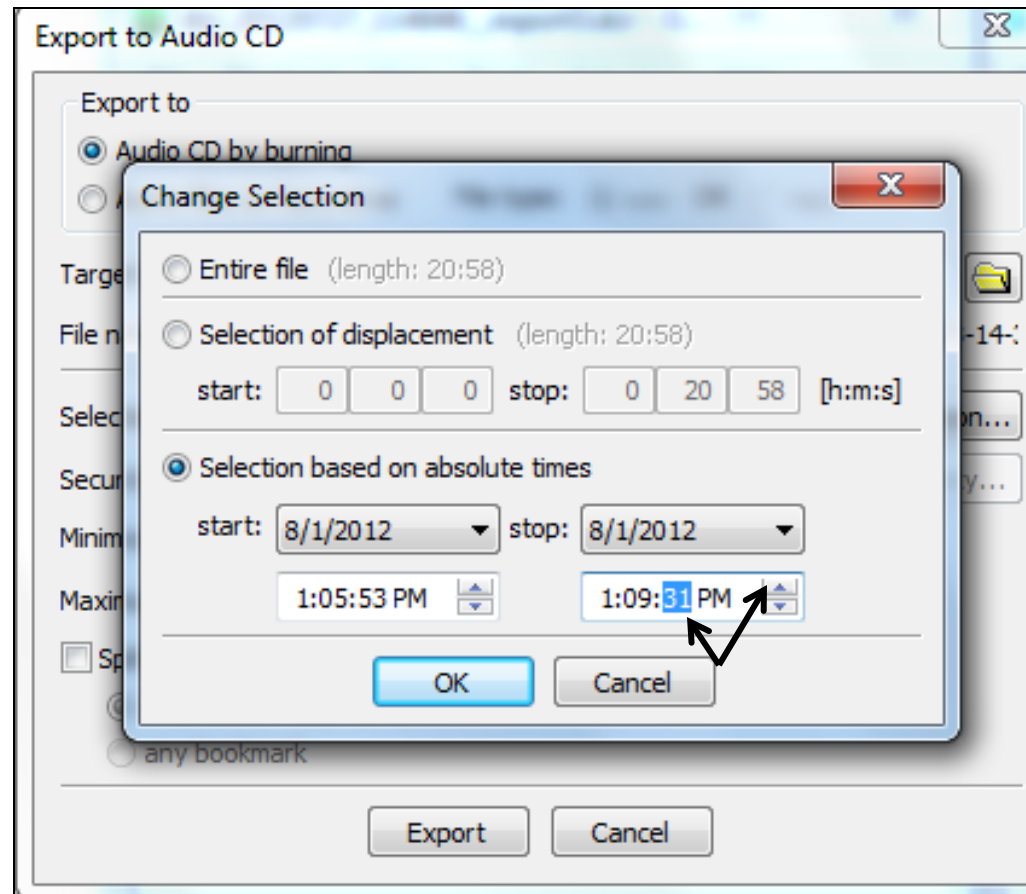 Export to Audio CD
Export to
Audio CD by burning
Change Selection
Entire file (length: 20:58)
Targe
File n
-14-
Selection of displacement (length: 20:58)
start: 0 0 0 stop: 0 20 58 [h:m:s]
Selec
on...
Selection based on absolute times
Secur
y...
start: 8/1/2012 stop: 8/1/2012
Minim
1:05:53 PM 1:09:31 PM
Maxin
Sp
OK Cancel
any bookmark
Export Cancel